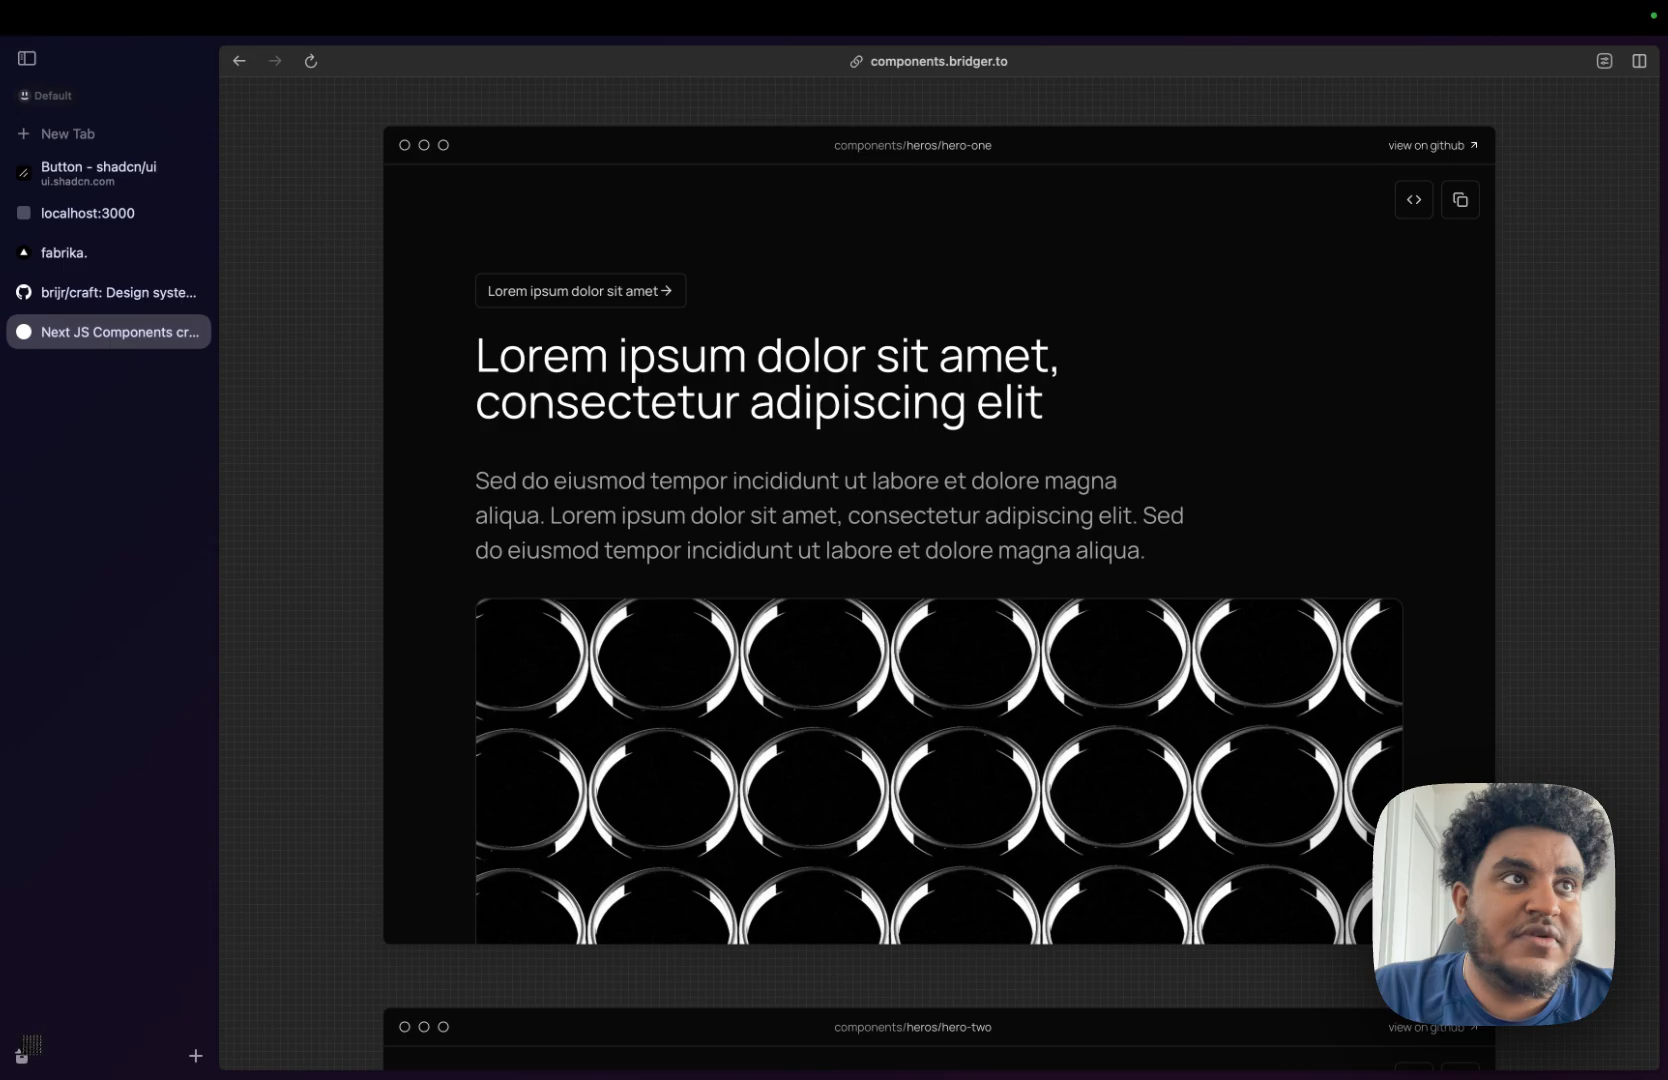 components.bridger.to
Default
New Tab
Button - shadcn/ui
ui.shadcn.com
localhost:3000
fabrika.
brijr/craft: Design syste...
Next JS Components cr...
components/heros/hero-one
view on github
Lorem ipsum dolor sit amet
Lorem ipsum dolor sit amet,
consectetur adipiscing elit
Sed do eiusmod tempor incididunt ut labore et dolore magna
aliqua. Lorem ipsum dolor sit amet, consectetur adipiscing elit. Sed
do eiusmod tempor incididunt ut labore et dolore magna aliqua.
components/heros/hero-two
view on github